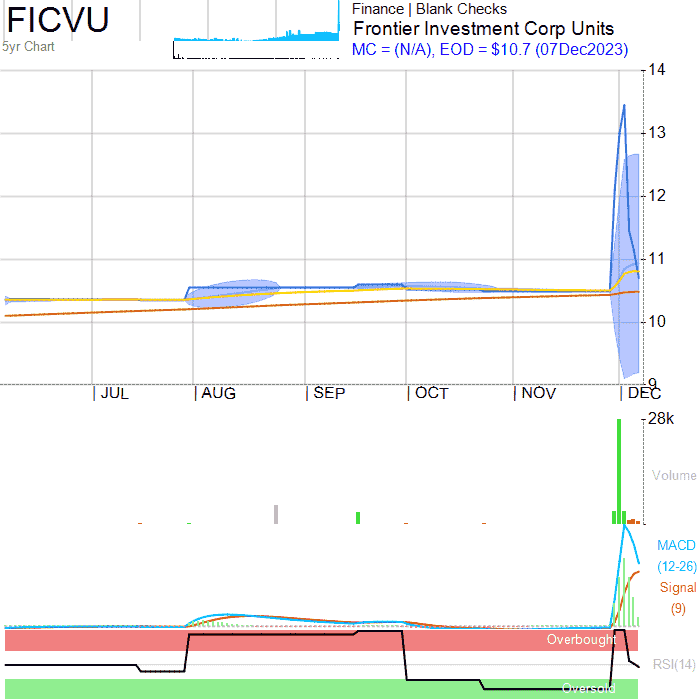 FICVU
5yr Chart
Finance | Blank Checks
Frontier Investment Corp Units
MC = (N/A), EOD = $10.7 (07Dec2023)
14
13
12
11
10
9
JUL
AUG
SEP
OCT
NOV
DEC
28k
Volume
MACD
(12-26)
Signal
(9)
Overbought
RSI(14)
Oversold